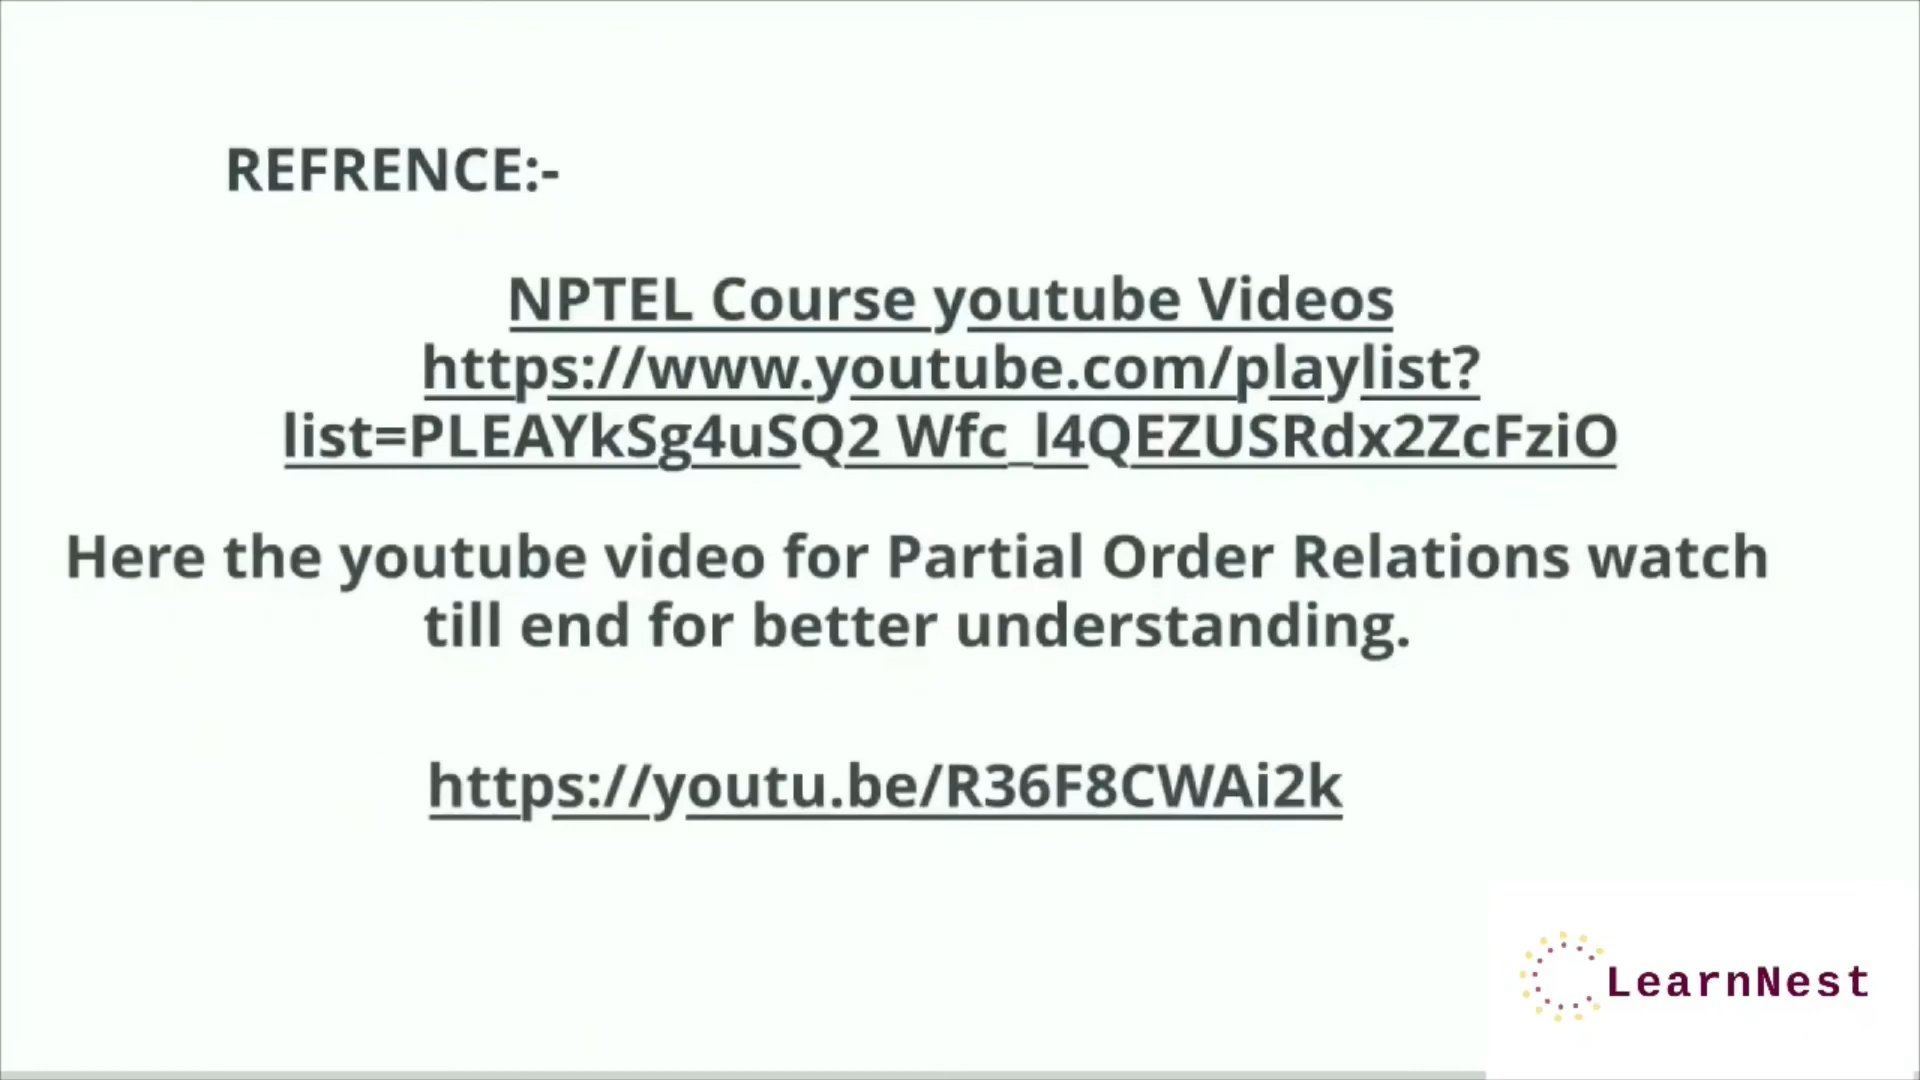 REFRENCE:-
NPTEL Course youtube Videos
https://www.youtube.com/playlist?
list=PLEAYkSg4uSQ2 Wfc_l4QEZUSRdx2ZcFziO
Here the youtube video for Partial Order Relations watch
till end for better understanding.
https://youtu.be/R36F8CWAi2k
LearnNest